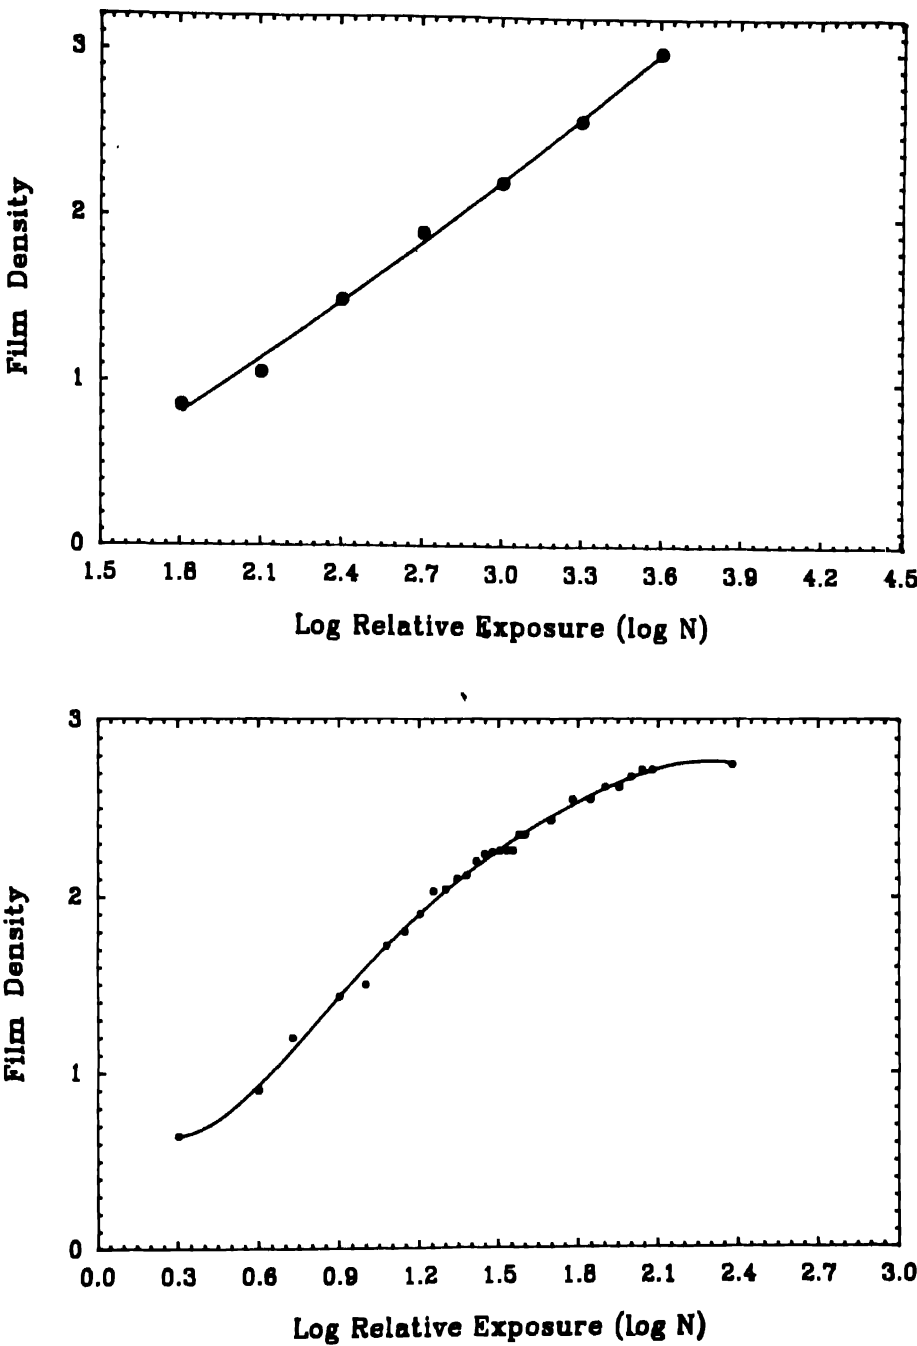 3
2
1
0
Film Density
1.5 1.8 2.1 2.4 2.7 3.0 3.3 3.6 3.9 4.2 4.5
Log Relative Exposure (log N)
3
2
1
0
Film Density
0.0 0.3 0.6 0.9 1.2 1.5 1.8 2.1 2.4 2.7 3.0
Log Relative Exposure (log N)